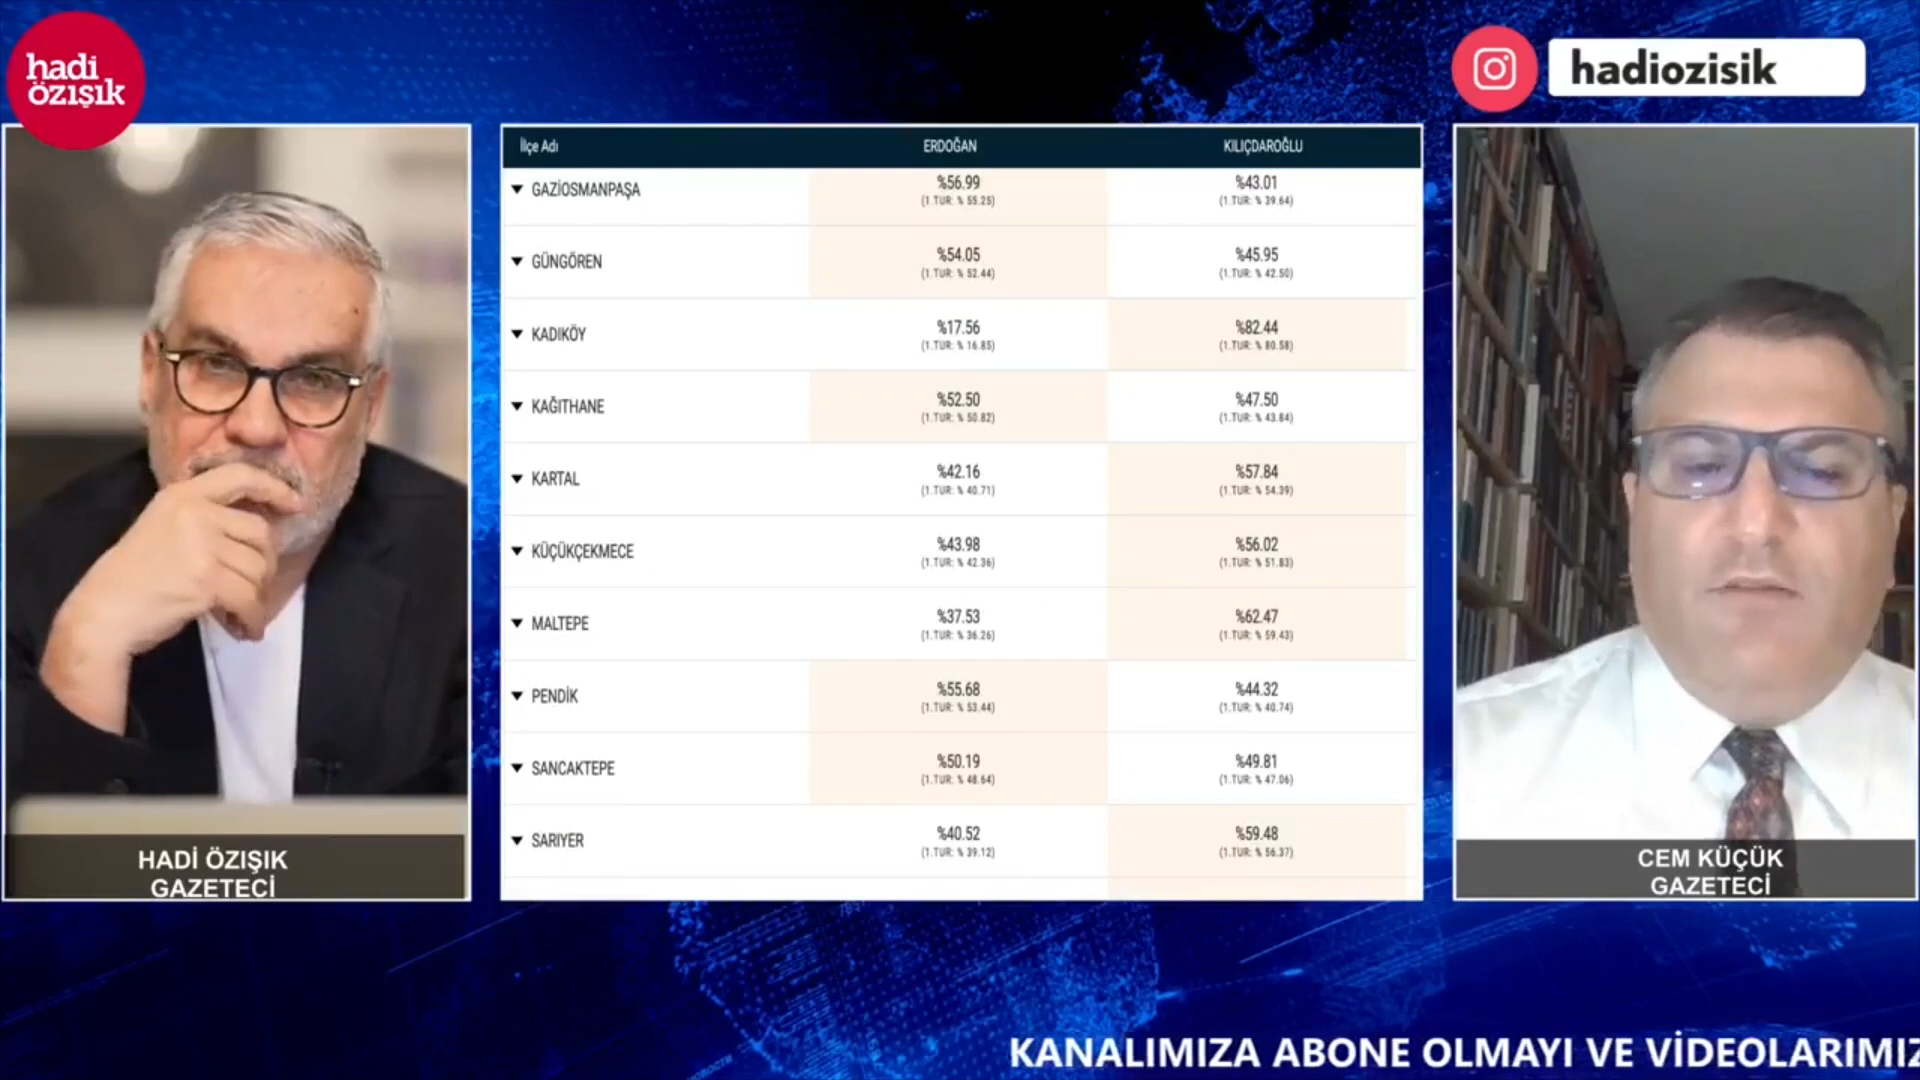 hadi
özışık
hadiozisik
İlçe Adı ERDOĞAN KILIÇDAROĞLU
GAZİOSMANPAŞA %56.99 %43.01
(1.TUR: % 55.25) (1.TUR: % 39.64)
GÜNGÖREN %54.05 %45.95
(1.TUR: % 52.44) (1.TUR: % 42.50)
KADIKÖY %17.56 %82.44
(1.TUR: % 16.85) (1.TUR: % 80.58)
KAĞITHANE %52.50 %47.50
(1.TUR: % 50.82) (1.TUR: % 43.84)
KARTAL %42.16 %57.84
(1.TUR: % 40.71) (1.TUR: % 54.39)
KÜÇÜKÇEKMECE %43.98 %56.02
(1.TUR: % 42.36) (1.TUR: % 51.83)
MALTEPE %37.53 %62.47
(1.TUR: % 36.26) (1.TUR: % 59.43)
PENDİK %55.68 %44.32
(1.TUR: % 53.44) (1.TUR: % 40.74)
SANCAKTEPE %50.19 %49.81
(1.TUR: % 48.64) (1.TUR: % 47.06)
SARIYER %40.52 %59.48
(1.TUR: % 39.12) (1.TUR: % 56.37)
HADİ ÖZIŞIK
GAZETECİ
CEM KÜÇÜK
GAZETECİ
KANALIMIZA ABONE OLMAYI VE VİDEOLARIMIZ